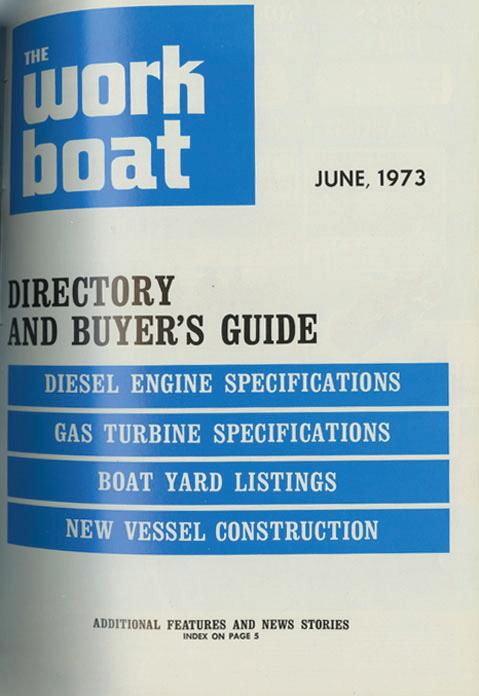 THE
work
boat
JUNE, 1973
DIRECTORY
AND BUYER'S GUIDE
DIESEL ENGINE SPECIFICATIONS
GAS TURBINE SPECIFICATIONS
BOAT YARD LISTINGS
NEW VESSEL CONSTRUCTION
ADDITIONAL FEATURES AND NEWS STORIES
INDEX ON PAGE 5